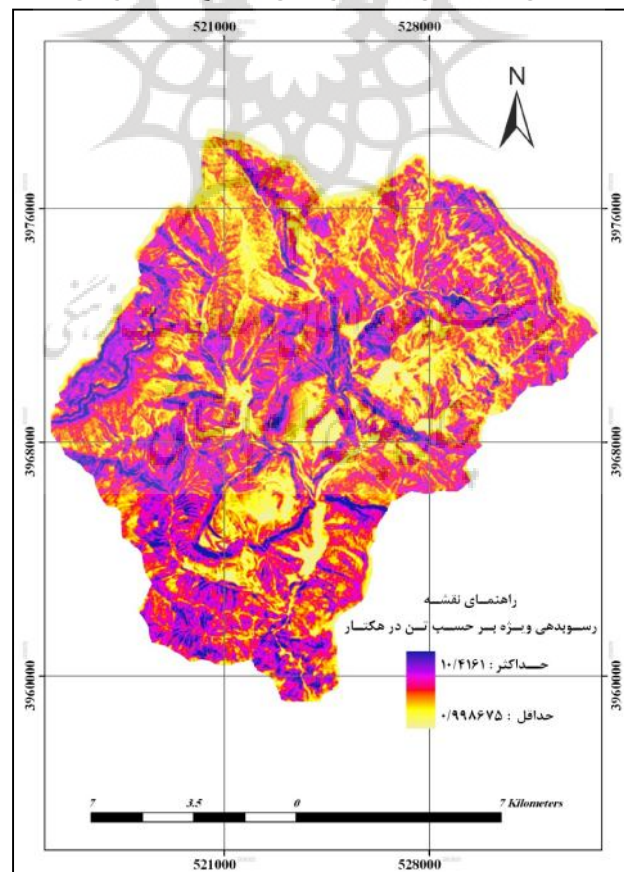 521000 528000
N
3976000 3976000
3968000 3968000
راهنمای نقشه
رسوبدهی ویژه بر حسب تن در هکتار
حداکثر : ۱۰/۴۱۶۱
حداقل : ۰/۹۹۸۶۷۵
3960000 3960000
7 3.5 0 7 Kilometers
521000 528000